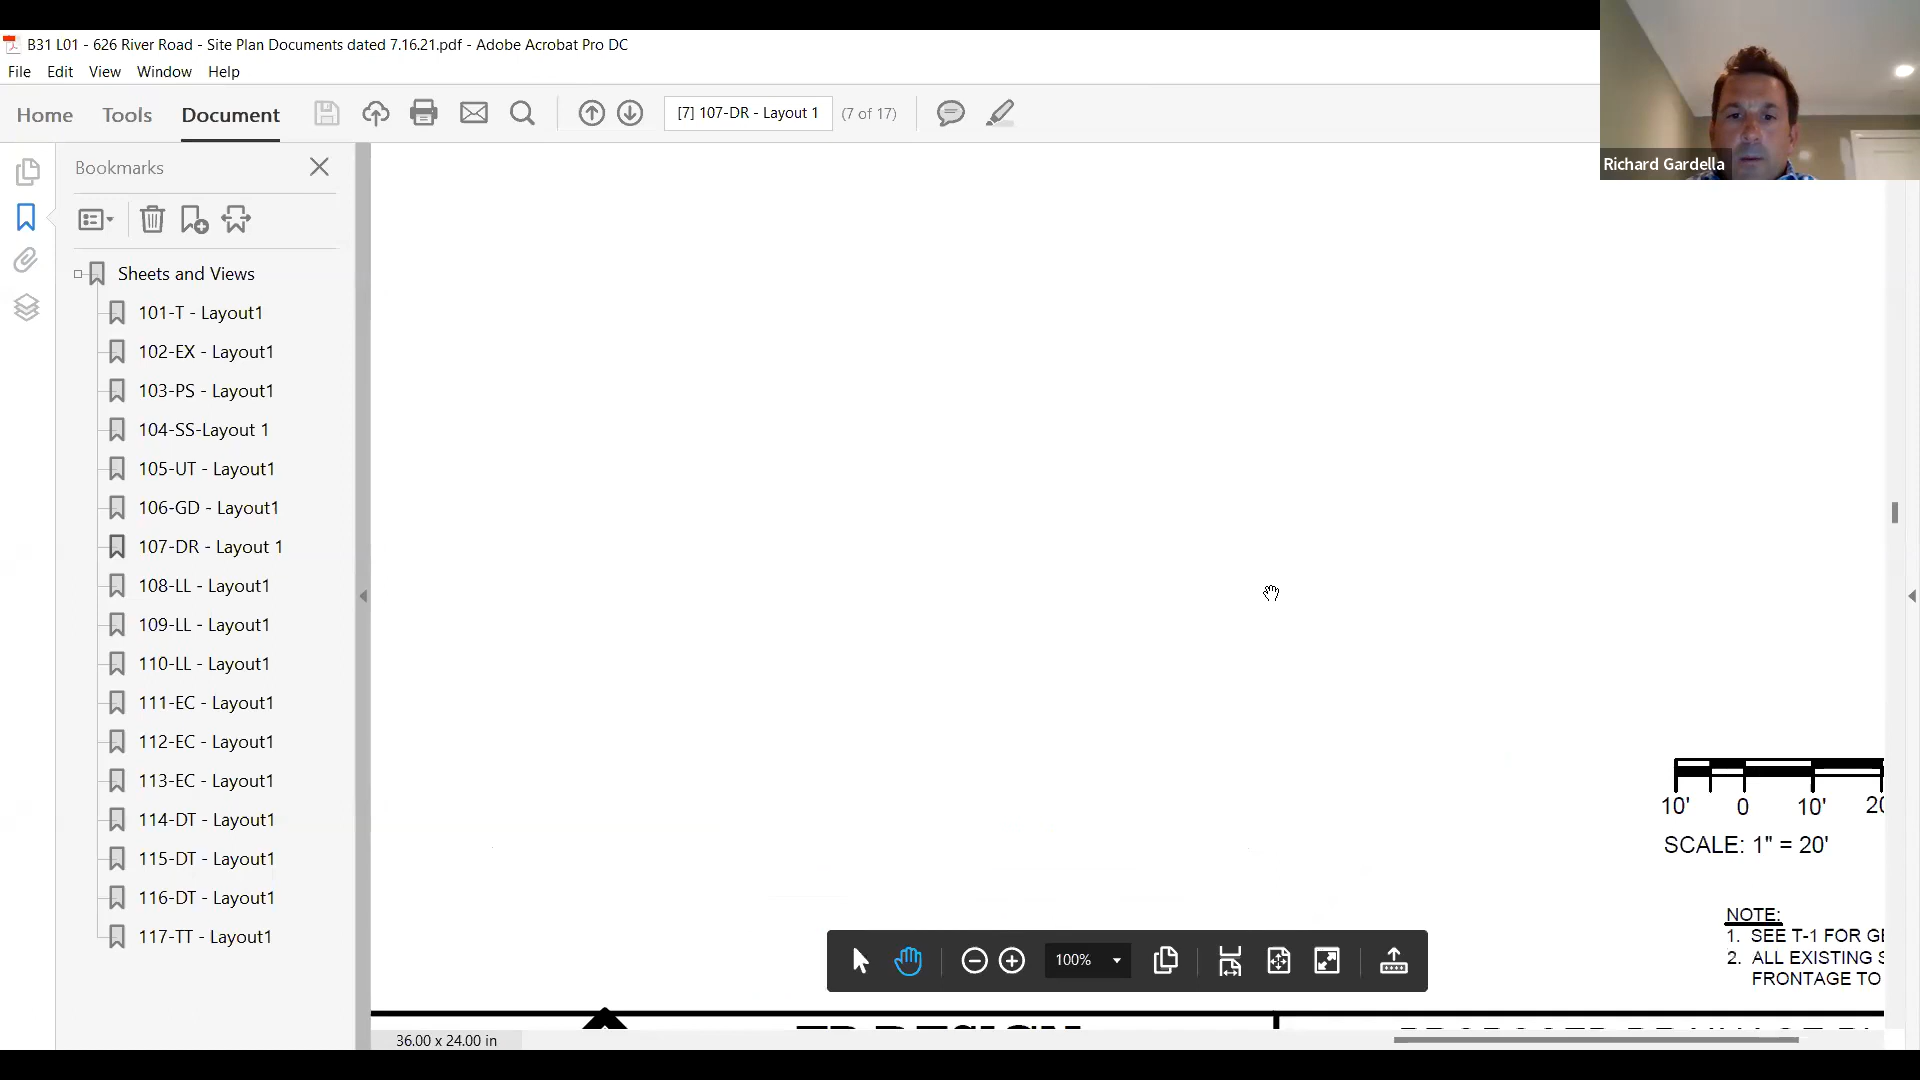 B31 L01 - 626 River Road - Site Plan Documents dated 7.16.21.pdf - Adobe Acrobat Pro DC
File Edit View Window Help
Home Tools Document [7] 107-DR - Layout 1 (7 of 17)
Richard Gardella
Bookmarks
Sheets and Views
101-T - Layout1
102-EX - Layout1
103-PS - Layout1
104-SS-Layout 1
105-UT - Layout1
106-GD - Layout1
107-DR - Layout 1
108-LL - Layout1
109-LL - Layout1
110-LL - Layout1
111-EC - Layout1
112-EC - Layout1
113-EC - Layout1
114-DT - Layout1
115-DT - Layout1
116-DT - Layout1
117-TT - Layout1
10' 0 10' 20
SCALE: 1" = 20'
NOTE:
1. SEE T-1 FOR GE
2. ALL EXISTING S
FRONTAGE TO
100%
36.00 x 24.00 in